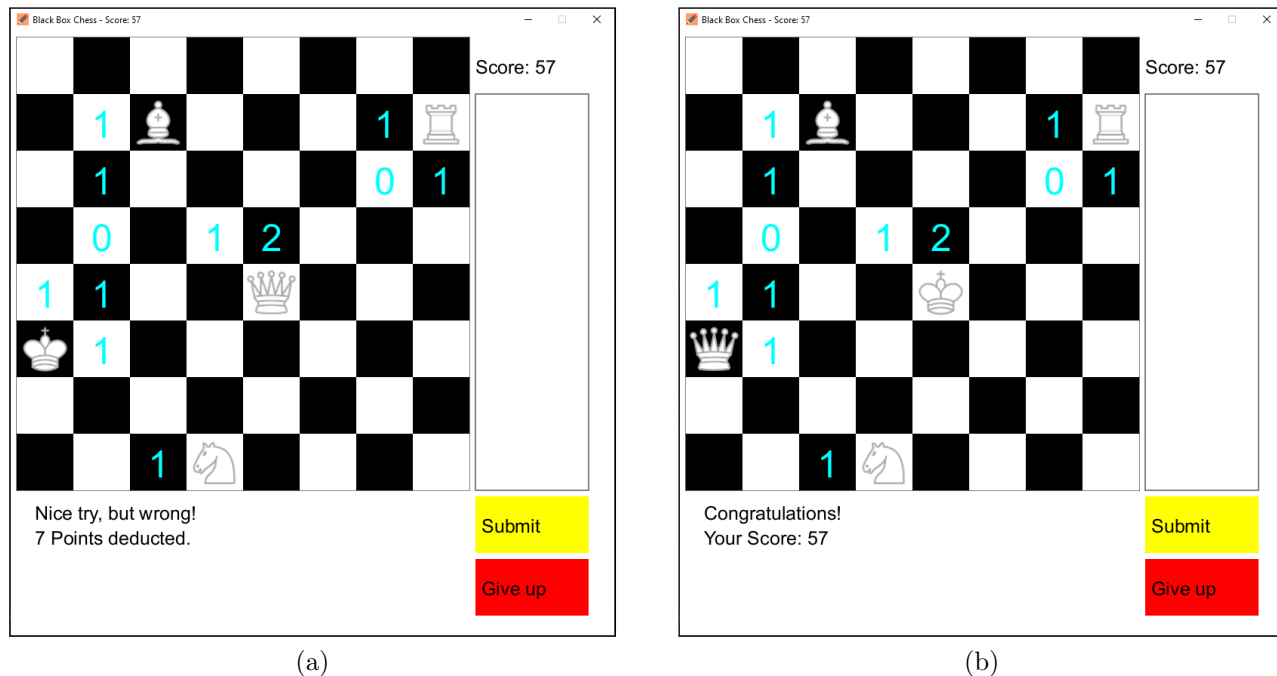 Black Box Chess - Score: 57
Score: 57
1 1
1 0 1
0 1 2
1 1
1
1
Nice try, but wrong!
7 Points deducted.
Submit
Give up
(a)
Black Box Chess - Score: 57
Score: 57
1 1
1 0 1
0 1 2
1 1
1
1
Congratulations!
Your Score: 57
Submit
Give up
(b)